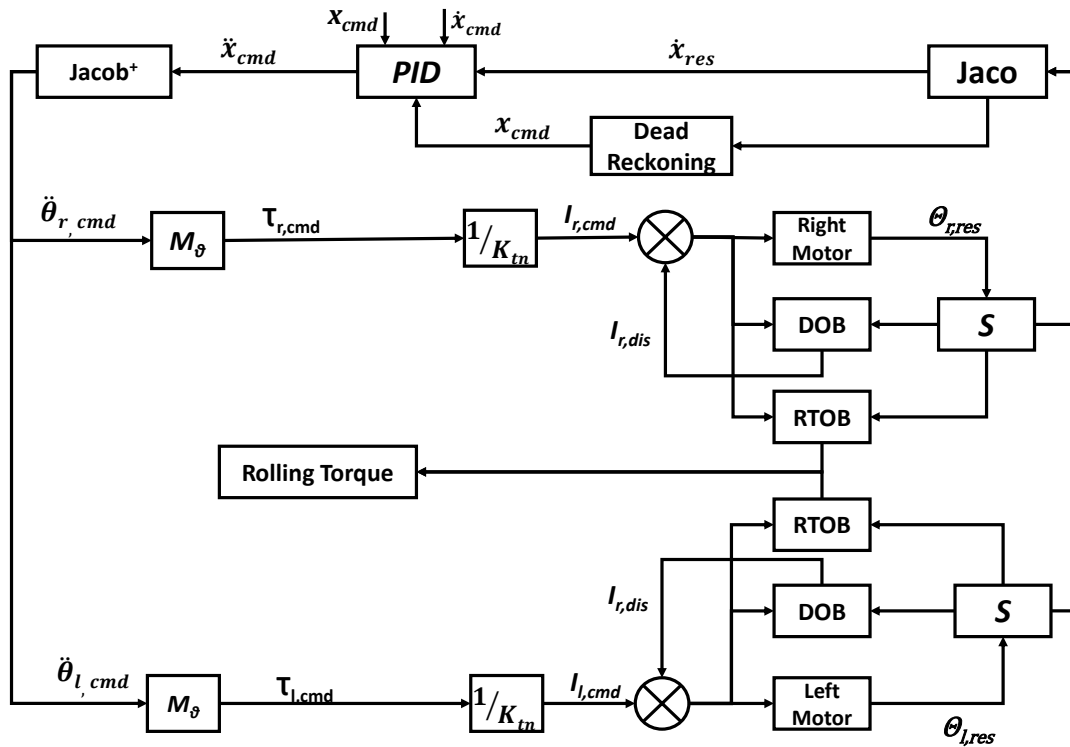 x_cmd
ẋ_cmd
ẍ_cmd
ẋ_res
Jacob⁺
PID
Jaco
x_cmd
Dead
Reckoning
θ̈_r, cmd
τ_r,cmd
I_r,cmd
Θ_r,res
M_ϑ
1/K_tn
Right
Motor
I_r,dis
DOB
S
RTOB
Rolling Torque
RTOB
I_r,dis
DOB
S
θ̈_l, cmd
τ_l,cmd
I_l,cmd
M_ϑ
1/K_tn
Left
Motor
Θ_l,res